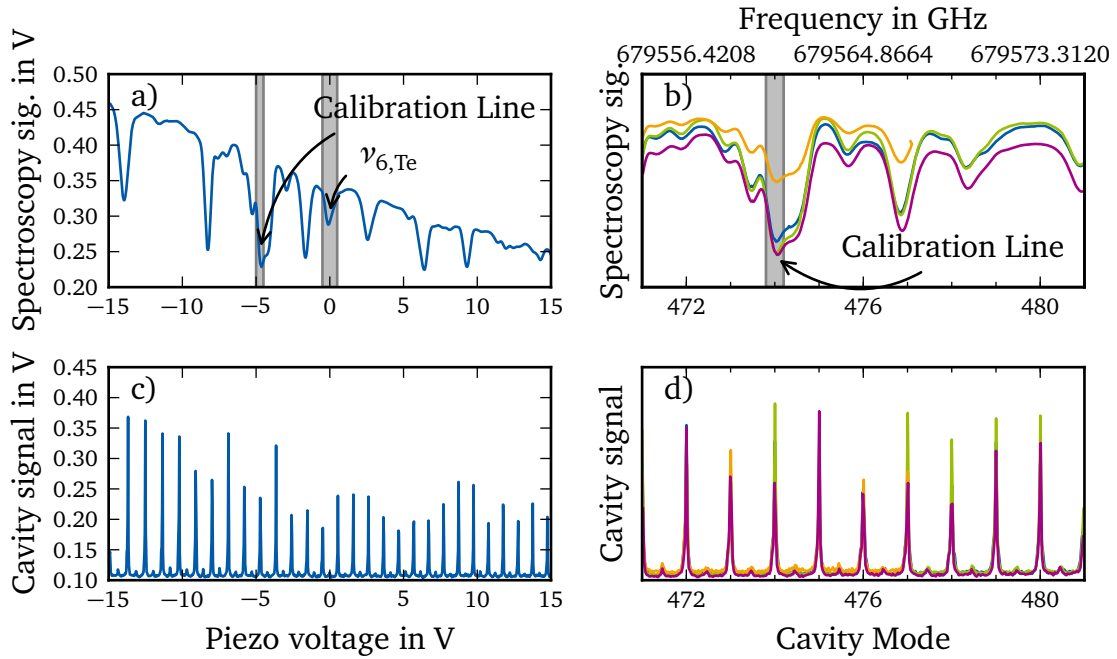 Frequency in GHz
679556.4208 679564.8664 679573.3120
Spectroscopy sig. in V
0.50
0.45
0.40
0.35
0.30
0.25
0.20
a)
Calibration Line
ν6,Te
−15 −10 −5 0 5 10 15
Spectroscopy sig.
b)
Calibration Line
472 476 480
Cavity signal in V
0.45
0.40
0.35
0.30
0.25
0.20
0.15
0.10
c)
−15 −10 −5 0 5 10 15
Piezo voltage in V
Cavity signal
d)
472 476 480
Cavity Mode